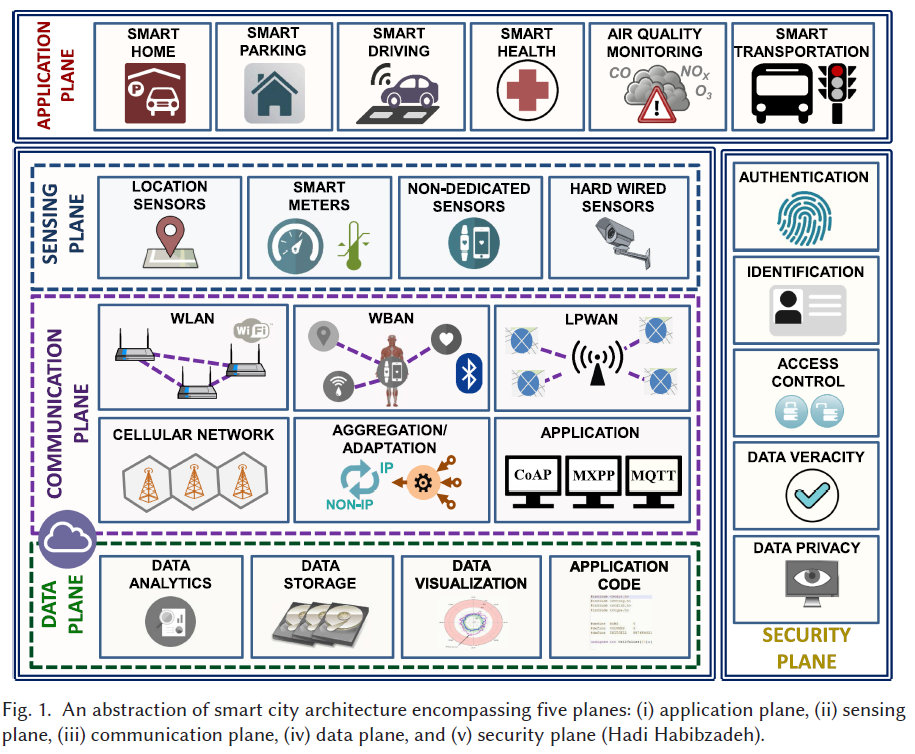 APPLICATION
PLANE
SMART
HOME
P
SMART
PARKING
SMART
DRIVING
SMART
HEALTH
AIR QUALITY
MONITORING
CO NOX
O3
SMART
TRANSPORTATION
SENSING
PLANE
LOCATION
SENSORS
SMART
METERS
NON-DEDICATED
SENSORS
HARD WIRED
SENSORS
COMMUNICATION
PLANE
WLAN
WiFi
WBAN
LPWAN
CELLULAR NETWORK
AGGREGATION/
ADAPTATION
IP
NON-IP
APPLICATION
CoAP MXPP MQTT
DATA
PLANE
DATA
ANALYTICS
DATA
STORAGE
DATA
VISUALIZATION
APPLICATION
CODE
AUTHENTICATION
IDENTIFICATION
ACCESS
CONTROL
DATA VERACITY
DATA PRIVACY
SECURITY
PLANE
Fig. 1. An abstraction of smart city architecture encompassing five planes: (i) application plane, (ii) sensing
plane, (iii) communication plane, (iv) data plane, and (v) security plane (Hadi Habibzadeh).